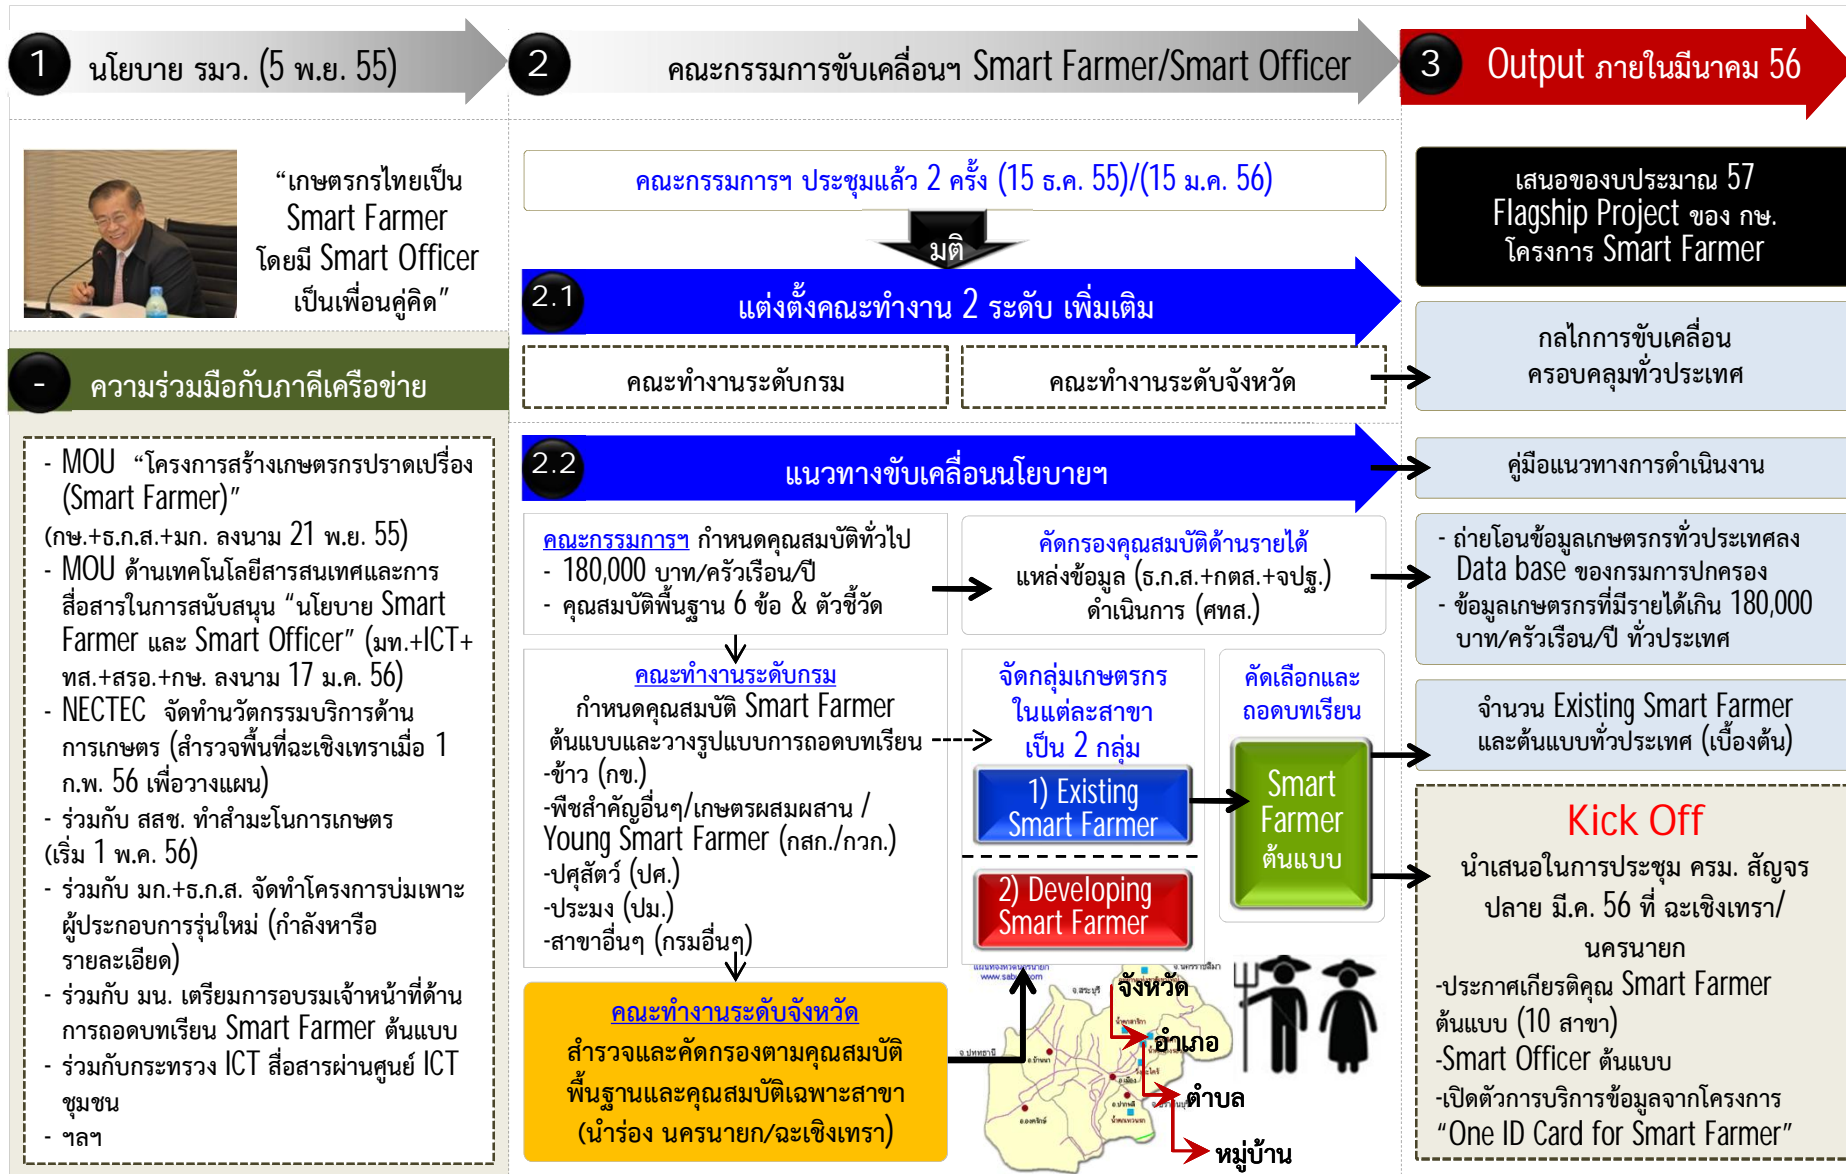 1 นโยบาย รมว. (5 พ.ย. 55)
2 คณะกรรมการขับเคลื่อนฯ Smart Farmer/Smart Officer
3 Output ภายในมีนาคม 56
“เกษตรกรไทยเป็น
Smart Farmer
โดยมี Smart Officer
เป็นเพื่อนคู่คิด”
- ความร่วมมือกับภาคีเครือข่าย
- MOU “โครงการสร้างเกษตรกรปราดเปรื่อง
(Smart Farmer)”
(กษ.+ธ.ก.ส.+มก. ลงนาม 21 พ.ย. 55)
- MOU ด้านเทคโนโลยีสารสนเทศและการ
สื่อสารในการสนับสนุน “นโยบาย Smart
Farmer และ Smart Officer” (มท.+ICT+
ทส.+สรอ.+กษ. ลงนาม 17 ม.ค. 56)
- NECTEC จัดทำนวัตกรรมบริการด้าน
การเกษตร (สำรวจพื้นที่ฉะเชิงเทราเมื่อ 1
ก.พ. 56 เพื่อวางแผน)
- ร่วมกับ สสช. ทำสำมะโนการเกษตร
(เริ่ม 1 พ.ค. 56)
- ร่วมกับ มก.+ธ.ก.ส. จัดทำโครงการบ่มเพาะ
ผู้ประกอบการรุ่นใหม่ (กำลังหารือ
รายละเอียด)
- ร่วมกับ มน. เตรียมการอบรมเจ้าหน้าที่ด้าน
การถอดบทเรียน Smart Farmer ต้นแบบ
- ร่วมกับกระทรวง ICT สื่อสารผ่านศูนย์ ICT
ชุมชน
- ฯลฯ
คณะกรรมการฯ ประชุมแล้ว 2 ครั้ง (15 ธ.ค. 55)/(15 ม.ค. 56)
มติ
2.1 แต่งตั้งคณะทำงาน 2 ระดับ เพิ่มเติม
คณะทำงานระดับกรม
คณะทำงานระดับจังหวัด
2.2 แนวทางขับเคลื่อนนโยบายฯ
คณะกรรมการฯ กำหนดคุณสมบัติทั่วไป
- 180,000 บาท/ครัวเรือน/ปี
- คุณสมบัติพื้นฐาน 6 ข้อ & ตัวชี้วัด
คัดกรองคุณสมบัติด้านรายได้
แหล่งข้อมูล (ธ.ก.ส.+กตส.+จปฐ.)
ดำเนินการ (ศทส.)
คณะทำงานระดับกรม
กำหนดคุณสมบัติ Smart Farmer
ต้นแบบและวางรูปแบบการถอดบทเรียน
-ข้าว (กข.)
-พืชสำคัญอื่นๆ/เกษตรผสมผสาน /
Young Smart Farmer (กสก./กวก.)
-ปศุสัตว์ (ปศ.)
-ประมง (ปม.)
-สาขาอื่นๆ (กรมอื่นๆ)
จัดกลุ่มเกษตรกร
ในแต่ละสาขา
เป็น 2 กลุ่ม
1) Existing
Smart Farmer
2) Developing
Smart Farmer
คัดเลือกและ
ถอดบทเรียน
Smart
Farmer
ต้นแบบ
คณะทำงานระดับจังหวัด
สำรวจและคัดกรองตามคุณสมบัติ
พื้นฐานและคุณสมบัติเฉพาะสาขา
(นำร่อง นครนายก/ฉะเชิงเทรา)
จังหวัด
อำเภอ
ตำบล
หมู่บ้าน
จ.สระบุรี
จ.ปทุมธานี
อ.บ้านนา
อ.องครักษ์
อ.ปากพลี
เสนอของบประมาณ 57
Flagship Project ของ กษ.
โครงการ Smart Farmer
กลไกการขับเคลื่อน
ครอบคลุมทั่วประเทศ
คู่มือแนวทางการดำเนินงาน
- ถ่ายโอนข้อมูลเกษตรกรทั่วประเทศลง
Data base ของกรมการปกครอง
- ข้อมูลเกษตรกรที่มีรายได้เกิน 180,000
บาท/ครัวเรือน/ปี ทั่วประเทศ
จำนวน Existing Smart Farmer
และต้นแบบทั่วประเทศ (เบื้องต้น)
Kick Off
นำเสนอในการประชุม ครม. สัญจร
ปลาย มี.ค. 56 ที่ ฉะเชิงเทรา/
นครนายก
-ประกาศเกียรติคุณ Smart Farmer
ต้นแบบ (10 สาขา)
-Smart Officer ต้นแบบ
-เปิดตัวการบริการข้อมูลจากโครงการ
“One ID Card for Smart Farmer”